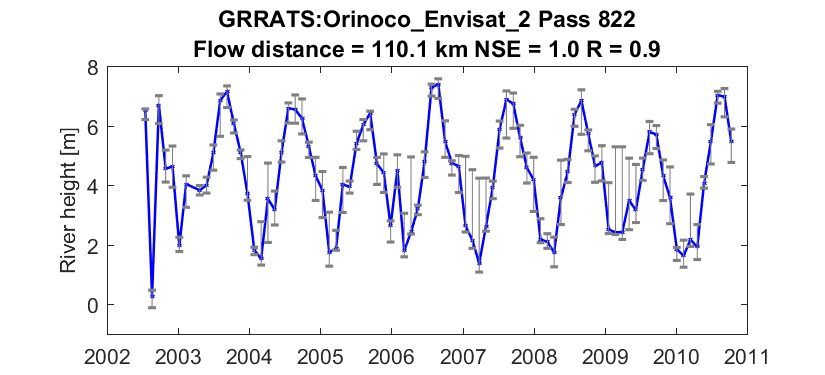 GRRATS:Orinoco_Envisat_2 Pass 822
Flow distance = 110.1 km NSE = 1.0 R = 0.9
River height [m]
8
6
4
2
0
2002 2003 2004 2005 2006 2007 2008 2009 2010 2011